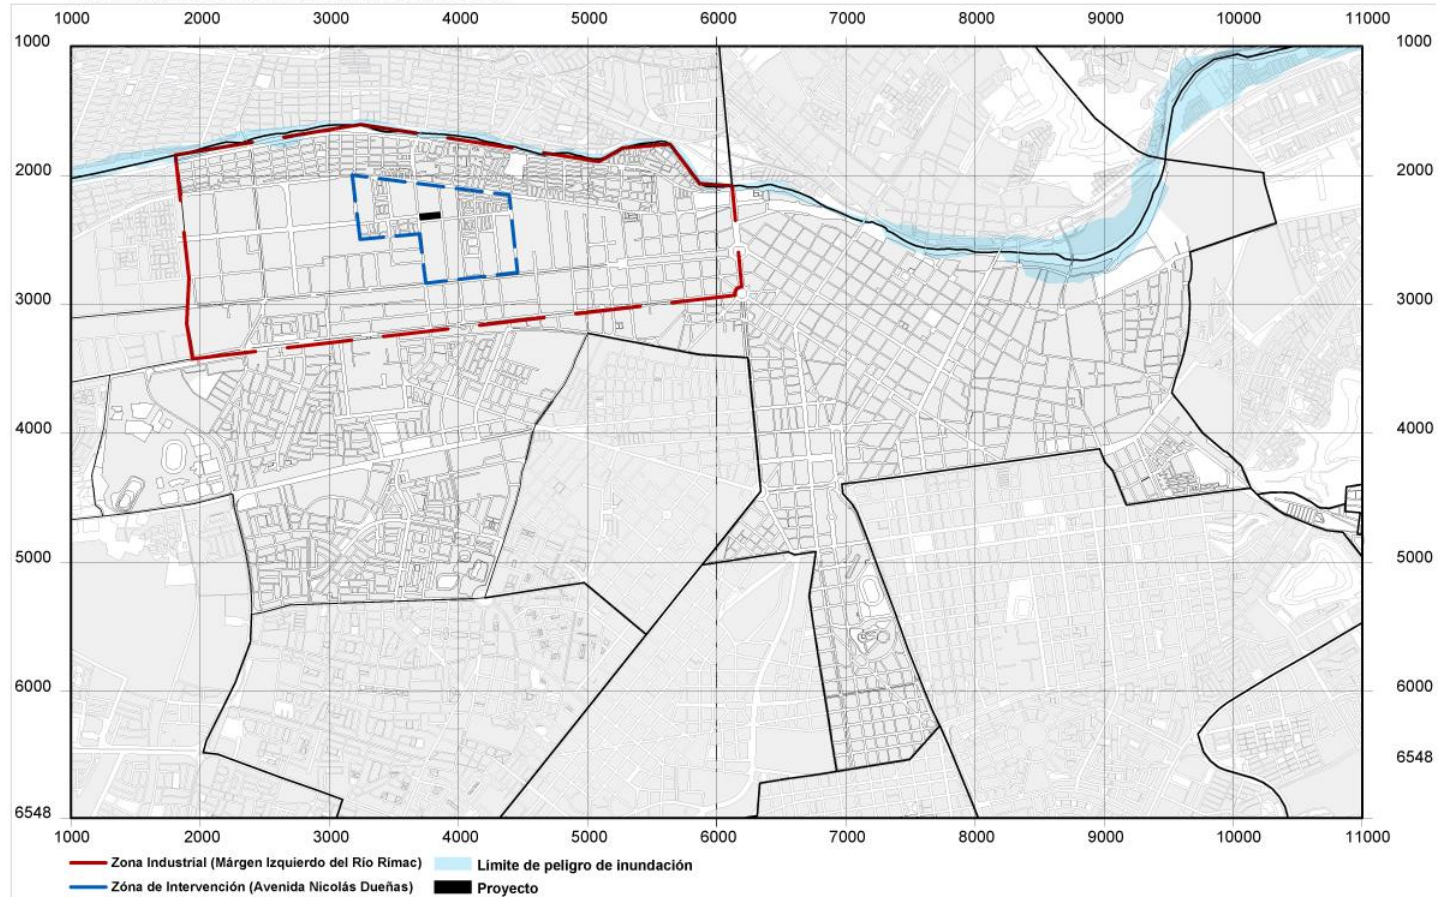 1000 2000 3000 4000 5000 6000 7000 8000 9000 10000 11000
1000 1000
2000 2000
3000 3000
4000 4000
5000 5000
6000 6000
6548 6548
1000 2000 3000 4000 5000 6000 7000 8000 9000 10000 11000
Zona Industrial (Márgen Izquierdo del Río Rímac) Límite de peligro de inundación
Zóna de Intervención (Avenida Nicolás Dueñas) Proyecto